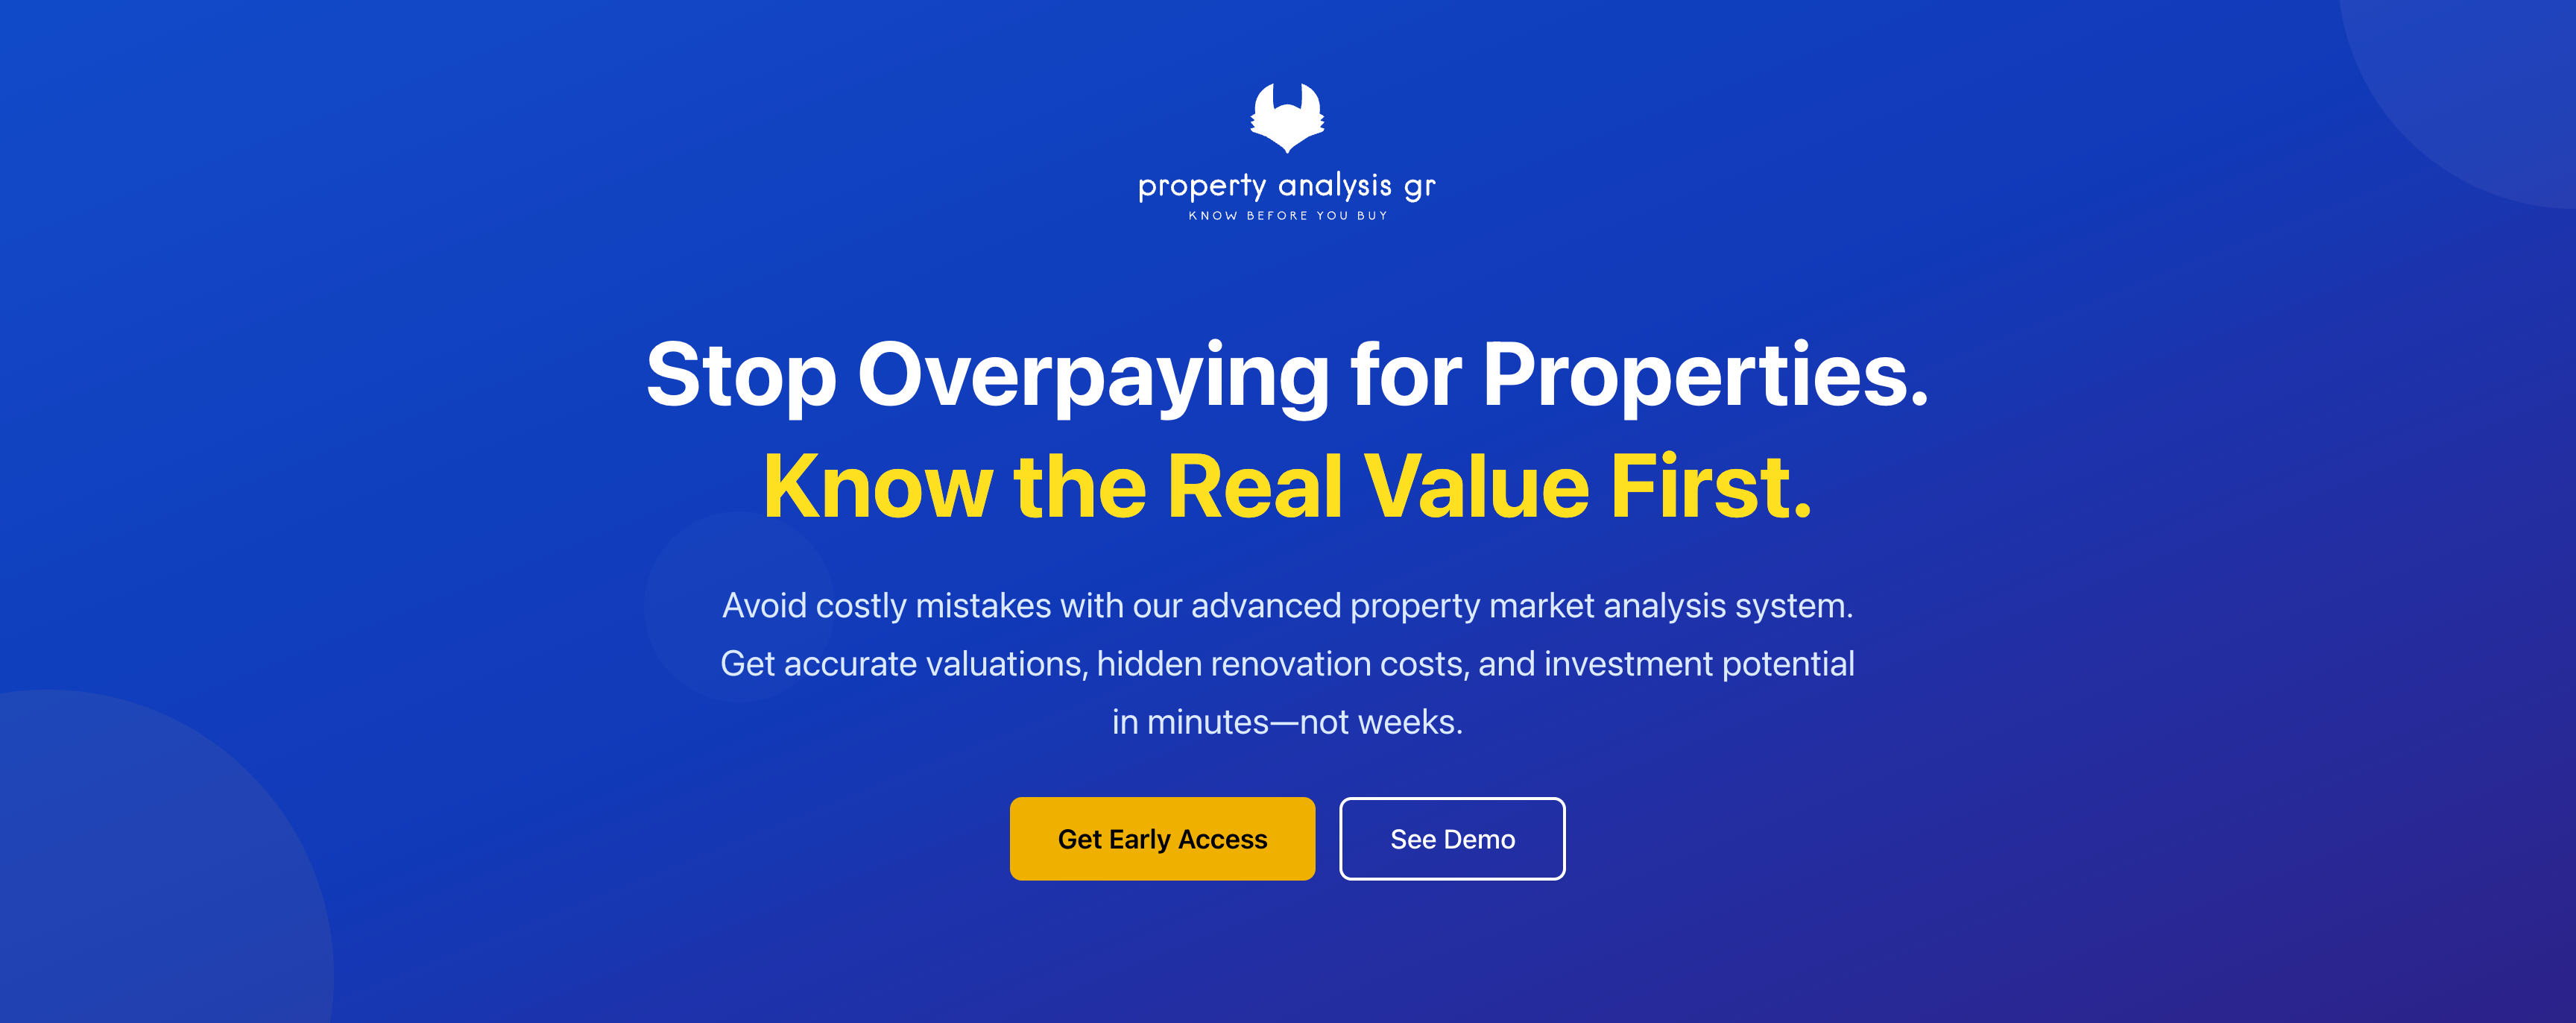 property analysis gr
KNOW BEFORE YOU BUY
Stop Overpaying for Properties.
Know the Real Value First.
Avoid costly mistakes with our advanced property market analysis system.
Get accurate valuations, hidden renovation costs, and investment potential
in minutes—not weeks.
Get Early Access
See Demo